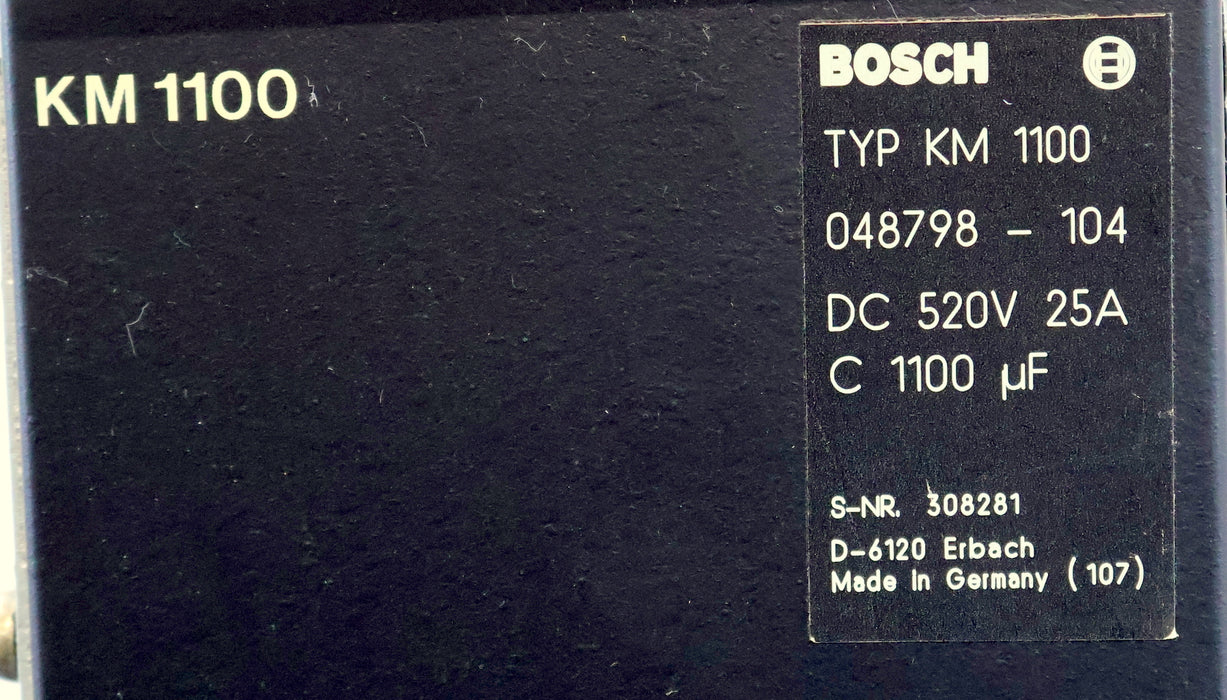 KM 1100
BOSCH
TYP KM 1100
048798 - 104
DC 520V 25A
C 1100 µF
S-NR. 308281
D-6120 Erbach
Made in Germany (107)